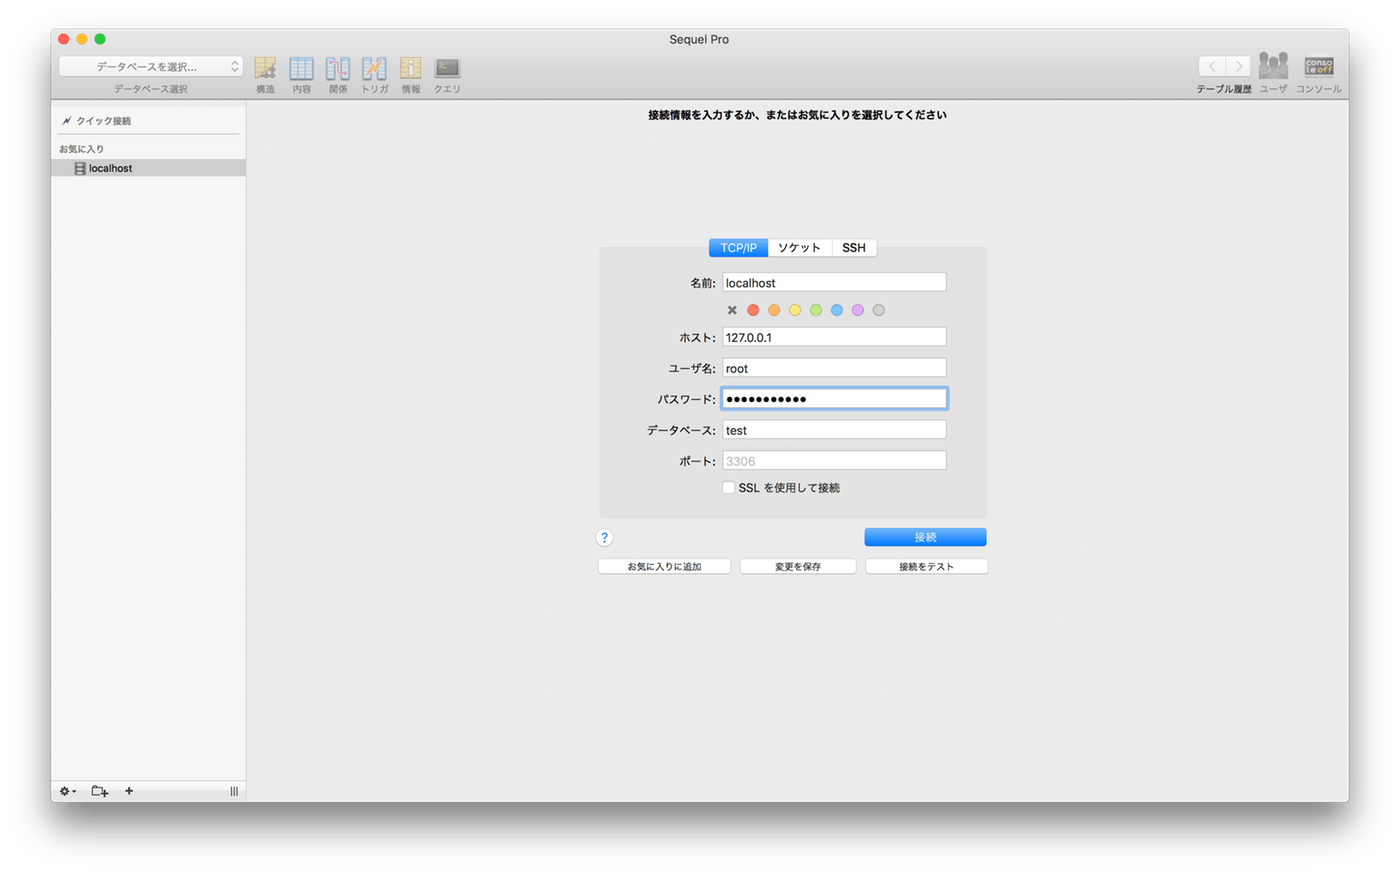 Sequel Pro
データベースを選択...
データベース選択
構造 内容 関係 トリガ 情報 クエリ
テーブル履歴 ユーザ コンソール
conso
le off
クイック接続
お気に入り
localhost
接続情報を入力するか、またはお気に入りを選択してください
TCP/IP ソケット SSH
名前: localhost
ホスト: 127.0.0.1
ユーザ名: root
パスワード: ●●●●●●●●●●●
データベース: test
ポート: 3306
SSL を使用して接続
? 接続
お気に入りに追加 変更を保存 接続をテスト